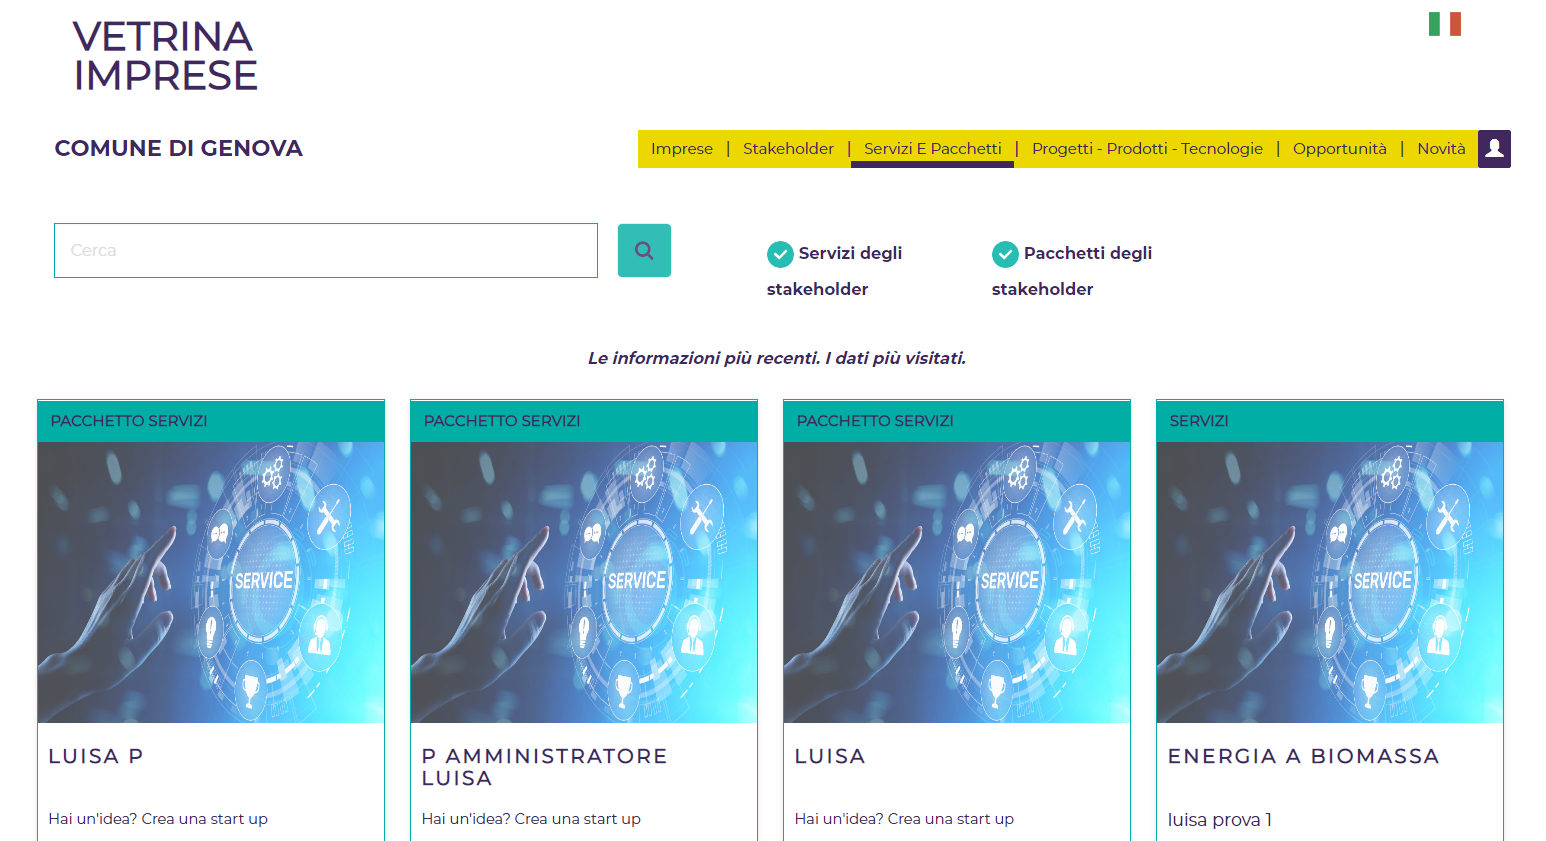 VETRINA
IMPRESE
COMUNE DI GENOVA
Imprese | Stakeholder | Servizi E Pacchetti | Progetti - Prodotti - Tecnologie | Opportunità | Novità
Cerca
Servizi degli
stakeholder
Pacchetti degli
stakeholder
Le informazioni più recenti. I dati più visitati.
PACCHETTO SERVIZI
SERVICE
LUISA P
Hai un'idea? Crea una start up
PACCHETTO SERVIZI
SERVICE
P AMMINISTRATORE
LUISA
Hai un'idea? Crea una start up
PACCHETTO SERVIZI
SERVICE
LUISA
Hai un'idea? Crea una start up
SERVIZI
SERVICE
ENERGIA A BIOMASSA
luisa prova 1